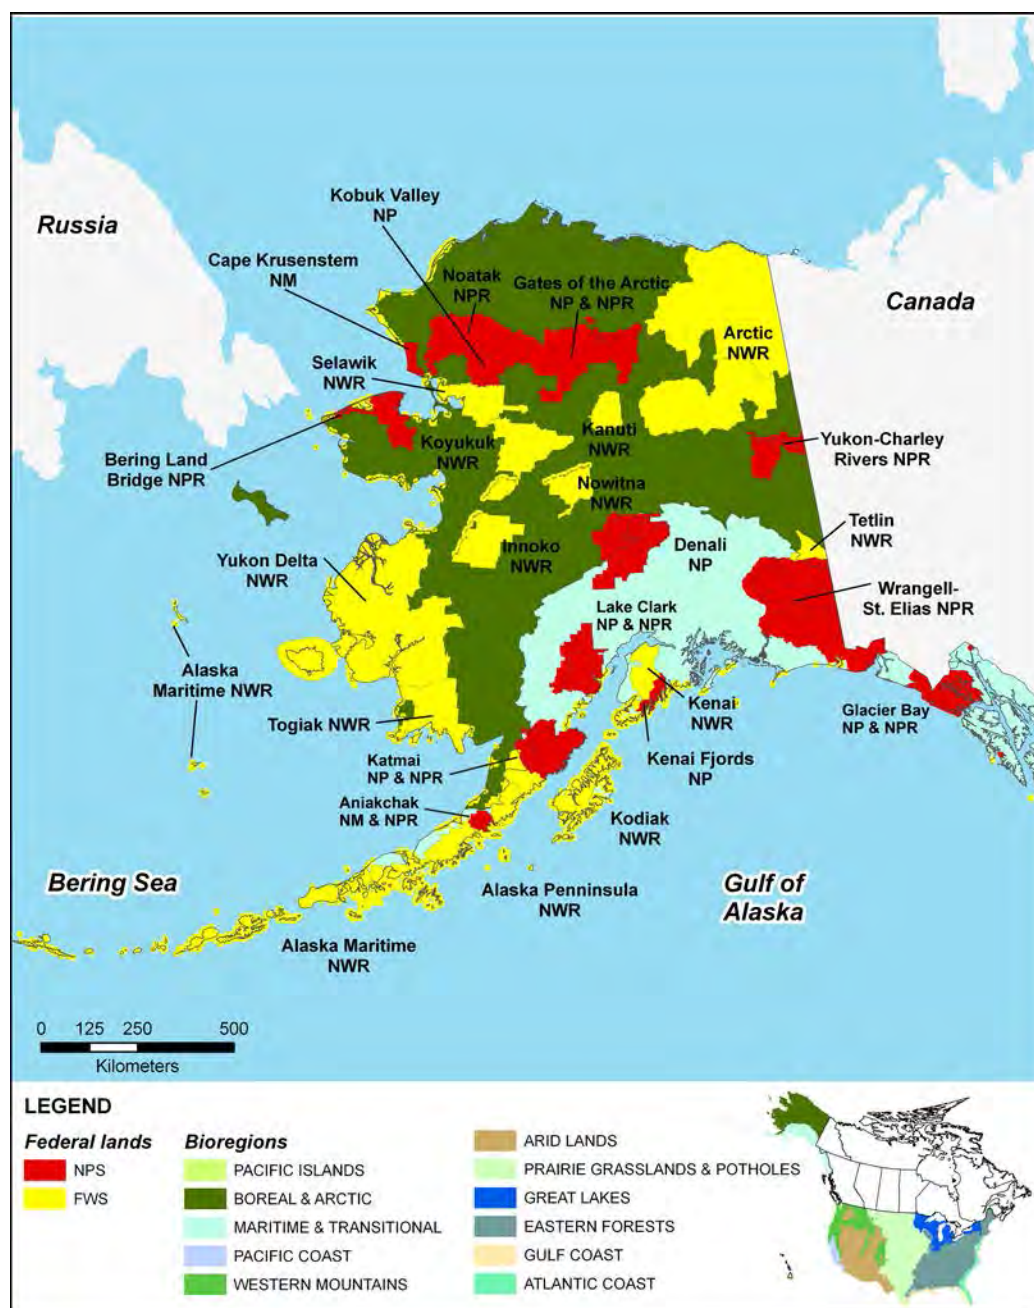 Russia
Kobuk Valley
NP
Cape Krusenstem
NM
Noatak
NPR
Gates of the Arctic
NP & NPR
Canada
Selawik
NWR
Arctic
NWR
Bering Land
Bridge NPR
Koyukuk
NWR
Kanuti
NWR
Yukon-Charley
Rivers NPR
Nowitna
NWR
Tetlin
NWR
Yukon Delta
NWR
Innoko
NWR
Denali
NP
Wrangell-
St. Elias NPR
Lake Clark
NP & NPR
Alaska
Maritime NWR
Togiak NWR
Kenai
NWR
Glacier Bay
NP & NPR
Katmai
NP & NPR
Kenai Fjords
NP
Aniakchak
NM & NPR
Kodiak
NWR
Bering Sea
Alaska Penninsula
NWR
Gulf of
Alaska
Alaska Maritime
NWR
0 125 250 500
Kilometers
LEGEND
Federal lands
NPS
FWS
Bioregions
PACIFIC ISLANDS
BOREAL & ARCTIC
MARITIME & TRANSITIONAL
PACIFIC COAST
WESTERN MOUNTAINS
ARID LANDS
PRAIRIE GRASSLANDS & POTHOLES
GREAT LAKES
EASTERN FORESTS
GULF COAST
ATLANTIC COAST